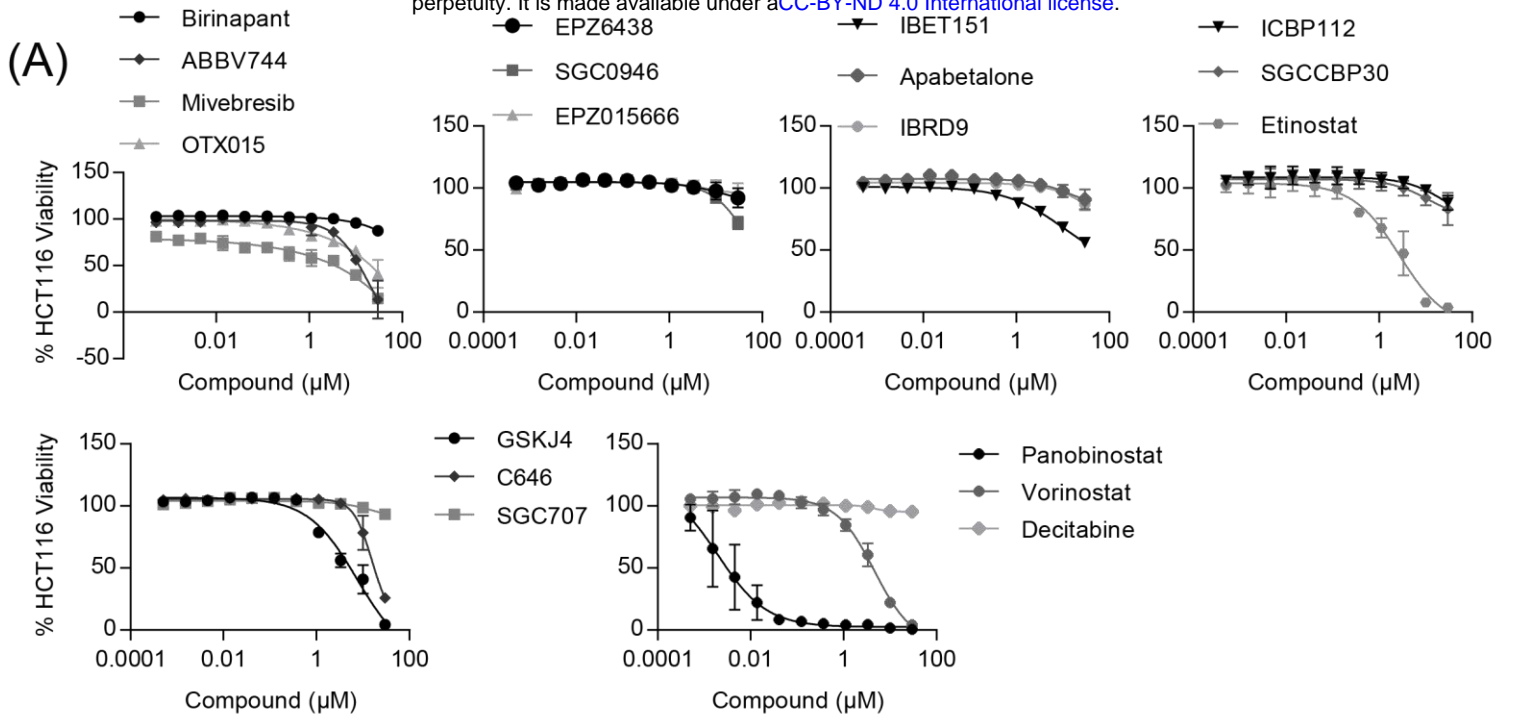 perpetuity. It is made available under aCC-BY-ND 4.0 International license.
(A)
Birinapant
ABBV744
Mivebresib
OTX015
% HCT116 Viability
150
100
50
0
-50
0.01 1 100
Compound (µM)
EPZ6438
SGC0946
EPZ015666
150
100
50
0
0.0001 0.01 1 100
Compound (µM)
IBET151
Apabetalone
IBRD9
150
100
50
0
0.0001 0.01 1 100
Compound (µM)
ICBP112
SGCCBP30
Etinostat
150
100
50
0
0.0001 0.01 1 100
Compound (µM)
% HCT116 Viability
150
100
50
0
0.0001 0.01 1 100
Compound (µM)
GSKJ4
C646
SGC707
150
100
50
0
0.0001 0.01 1 100
Compound (µM)
Panobinostat
Vorinostat
Decitabine